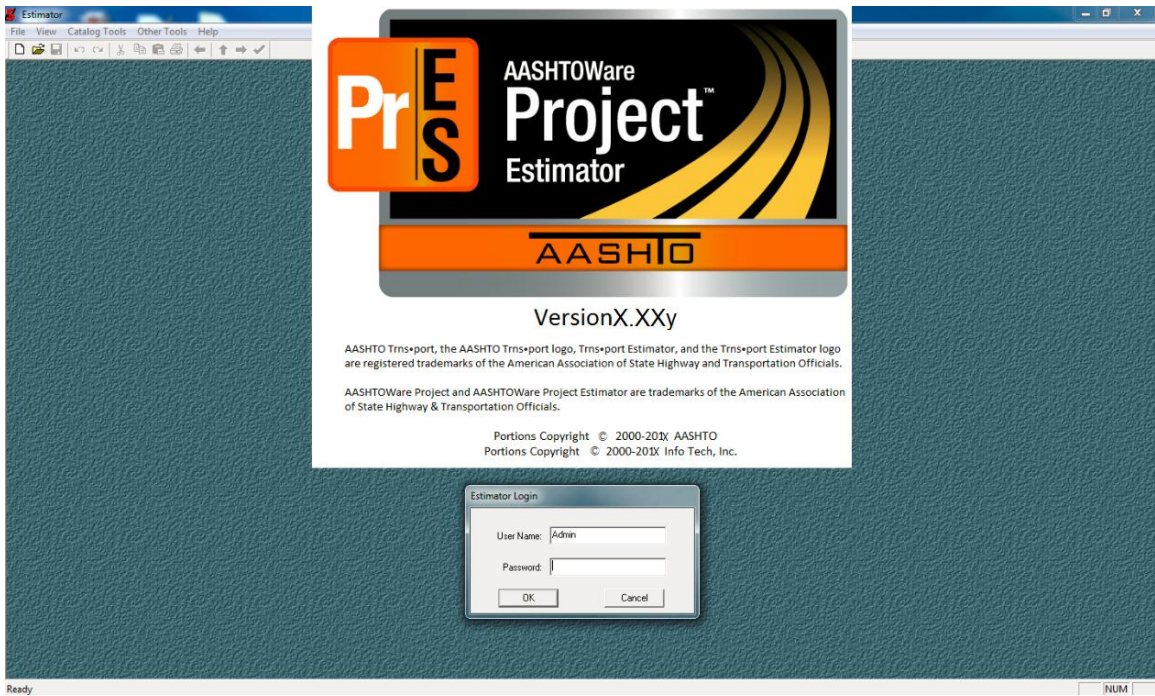 Estimator
File View Catalog Tools Other Tools Help
PrES
AASHTOWare
Project™
Estimator
AASHTO
VersionX.XXy
AASHTO Trns•port, the AASHTO Trns•port logo, Trns•port Estimator, and the Trns•port Estimator logo
are registered trademarks of the American Association of State Highway and Transportation Officials.
AASHTOWare Project and AASHTOWare Project Estimator are trademarks of the American Association
of State Highway & Transportation Officials.
Portions Copyright © 2000-201X AASHTO
Portions Copyright © 2000-201X Info Tech, Inc.
Estimator Login
User Name: Admin
Password:
OK Cancel
Ready NUM